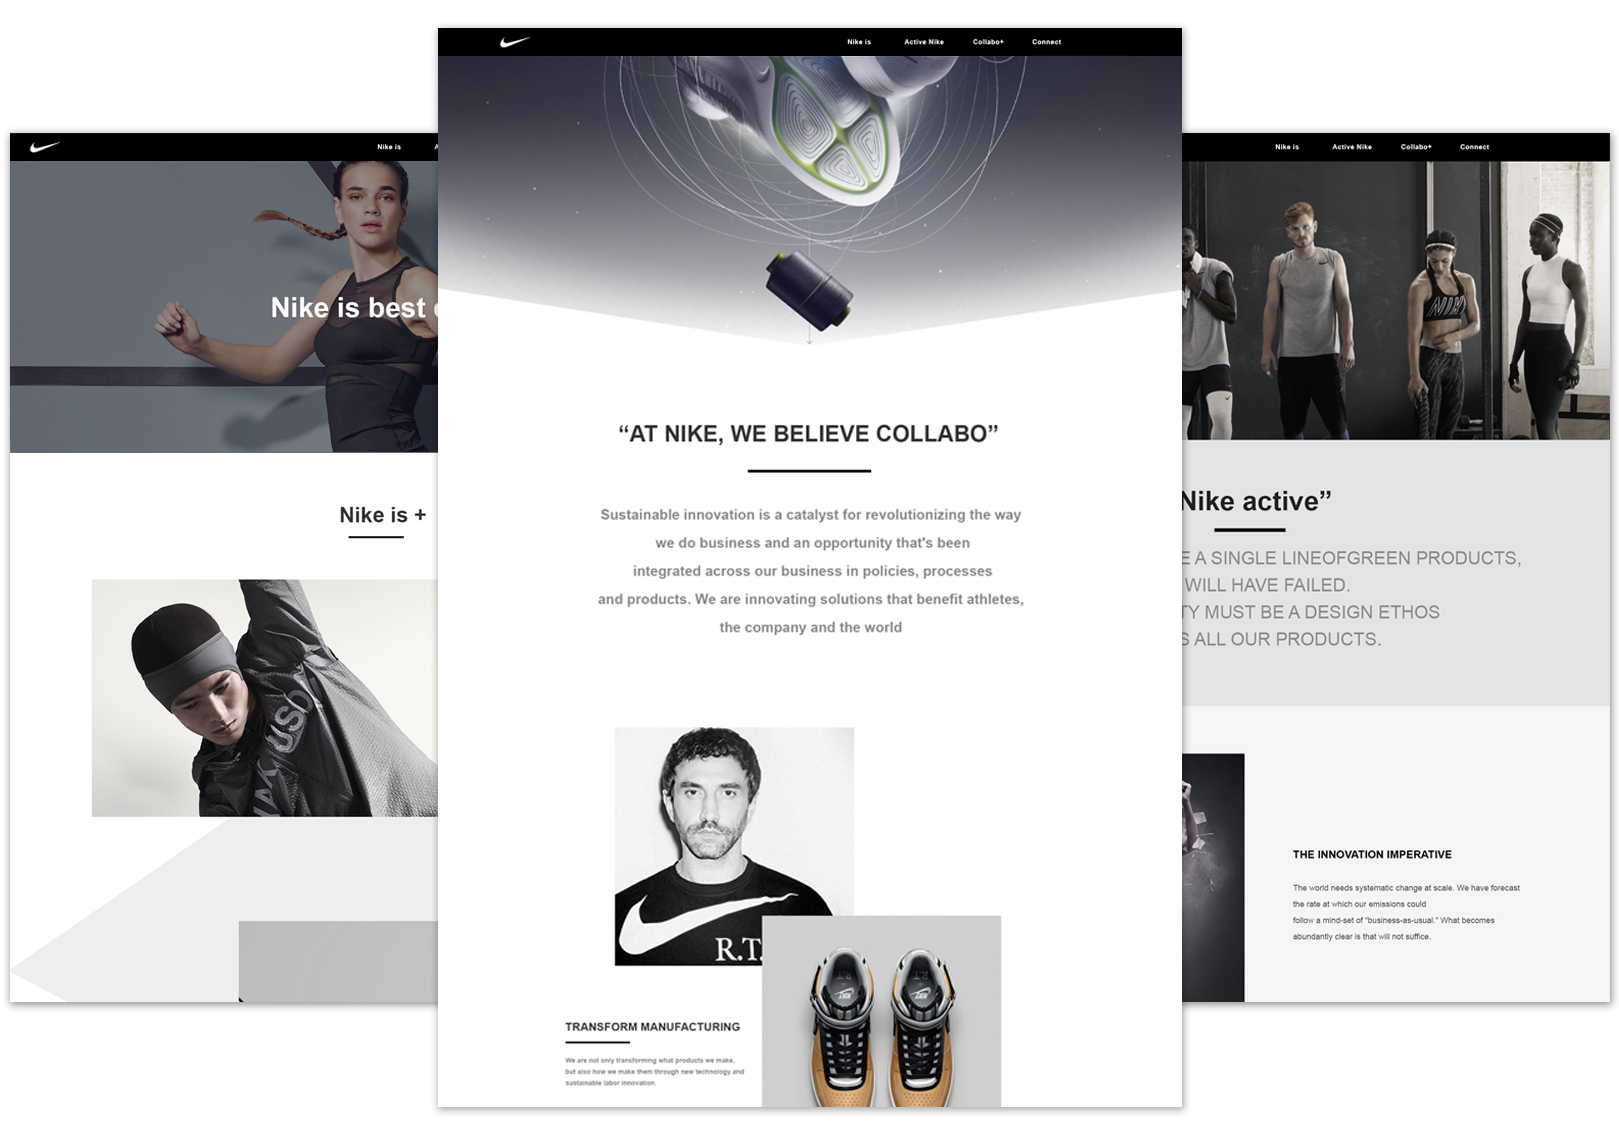 Nike is
Active Nike
Collabo+
Connect
“AT NIKE, WE BELIEVE COLLABO”
Sustainable innovation is a catalyst for revolutionizing the way
we do business and an opportunity that's been
integrated across our business in policies, processes
and products. We are innovating solutions that benefit athletes,
the company and the world
R.T.
TRANSFORM MANUFACTURING
We are not only transforming what products we make,
but also how we make them through new technology and
sustainable labor innovation.
Nike is
A
Nike is best
Nike is +
Nike is
Active Nike
Collabo+
Connect
Nike active”
E A SINGLE LINEOFGREEN PRODUCTS,
WILL HAVE FAILED.
TY MUST BE A DESIGN ETHOS
S ALL OUR PRODUCTS.
THE INNOVATION IMPERATIVE
The world needs systematic change at scale. We have forecast
the rate at which our emissions could
follow a mind-set of "business-as-usual." What becomes
abundantly clear is that will not suffice.